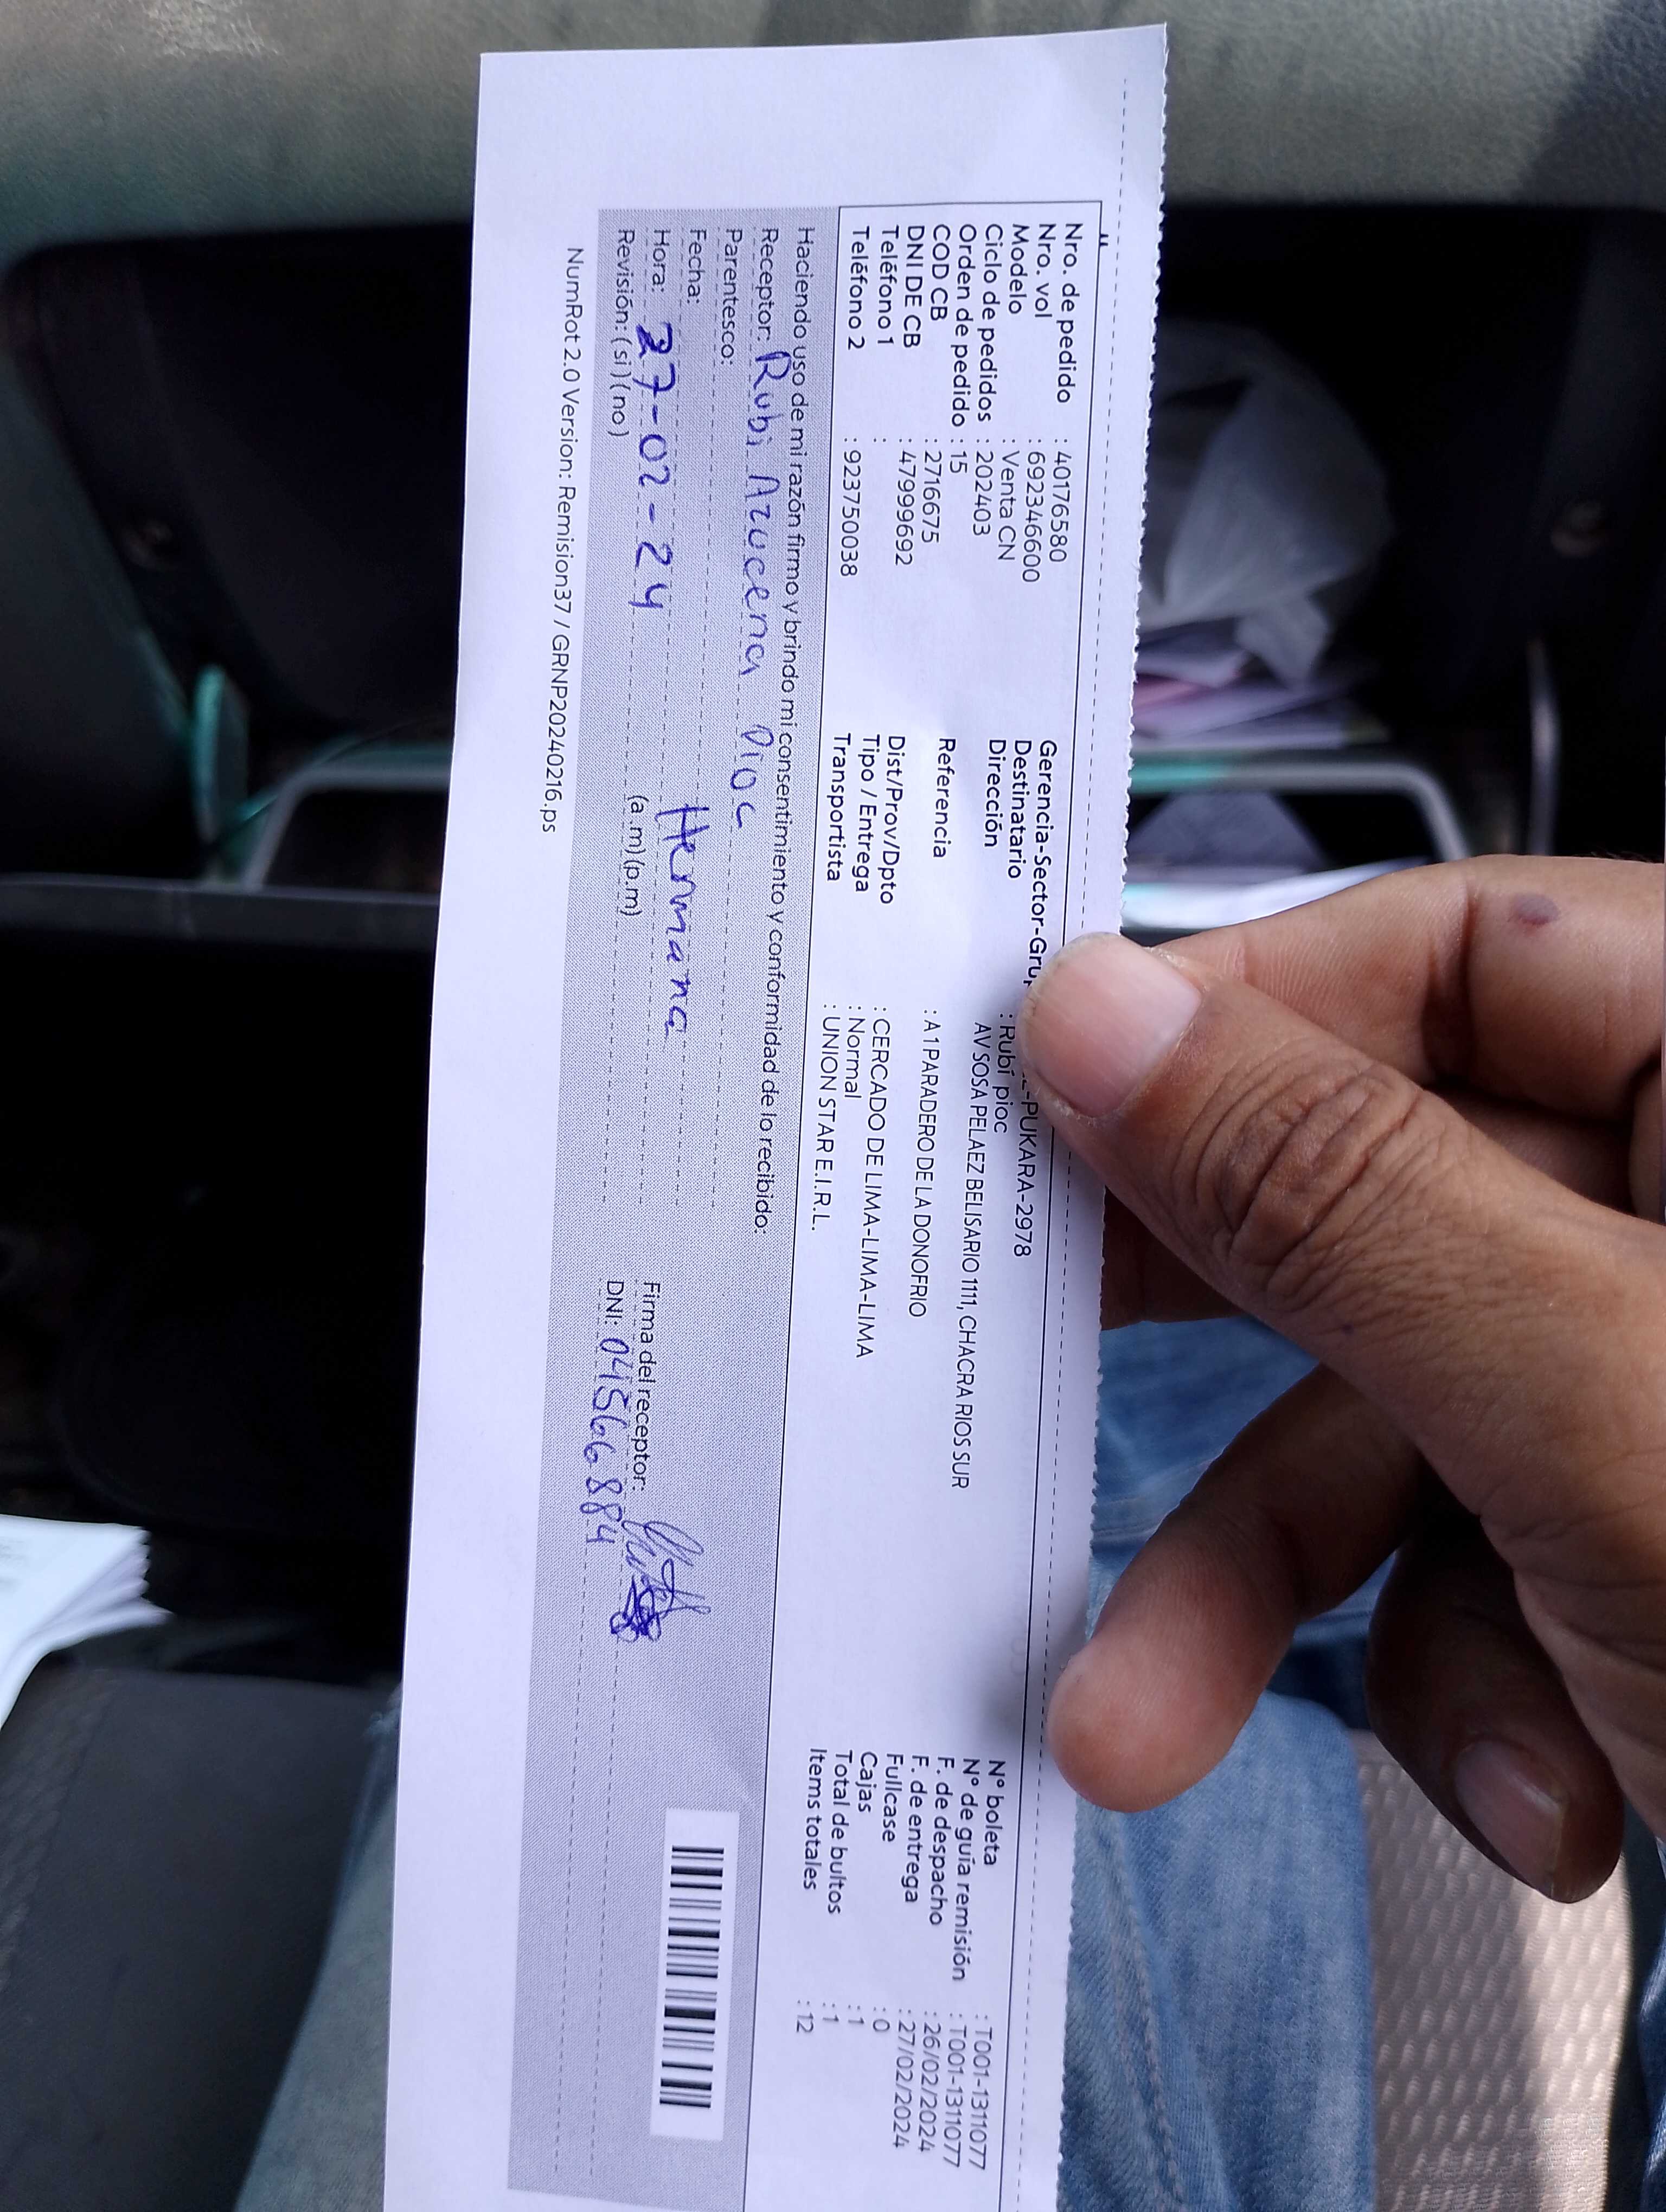 Nro. de pedido : 40176580
Nro. vol : 692346600
Modelo : Venta CN
Ciclo de pedidos : 202403
Orden de pedido : 15
COD CB : 2716675
DNI DE CB : 47999692
Teléfono 1 :
Teléfono 2 : 923750038
Gerencia-Sector-Gru PUKARA-2978
Destinatario : Rubí pioc
Dirección AV SOSA PELAEZ BELISARIO 1111, CHACRA RIOS SUR
Referencia : A 1 PARADERO DE LA DONOFRIO
Dist/Prov/Dpto : CERCADO DE LIMA-LIMA-LIMA
Tipo / Entrega : Normal
Transportista : UNION STAR E.I.R.L.
N° boleta : T001-1311077
N° de guía remisión : T001-1311077
F. de despacho : 26/02/2024
F. de entrega : 27/02/2024
Fullcase : 0
Cajas : 1
Total de bultos : 1
Items totales : 12
Haciendo uso de mi razón firmo y brindo mi consentimiento y conformidad de lo recibido:
Receptor: Rubi Azucena Pioc
Parentesco:
Fecha: Hermana
Hora: 27-02-24 (a.m)(p.m)
Revisión: (si) (no)
Firma del receptor:
DNI: 04566884
NumRot 2.0 Version: Remision37 / GRNP20240216.ps